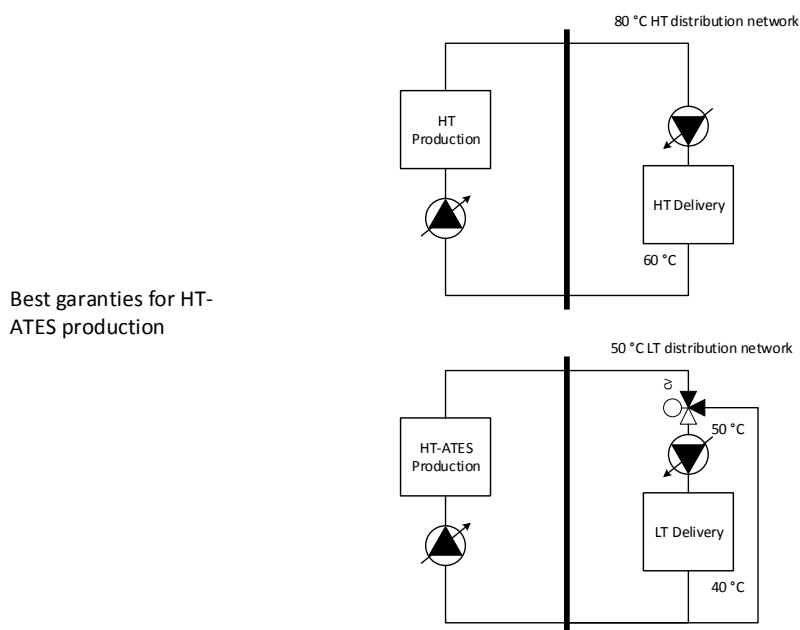 80 °C HT distribution network
HT
Production
HT Delivery
60 °C
Best garanties for HT-
ATES production
50 °C LT distribution network
CV
50 °C
HT-ATES
Production
LT Delivery
40 °C